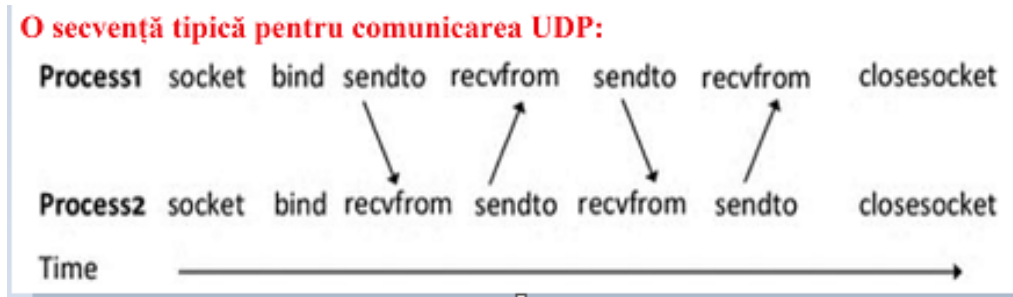 O secvență tipică pentru comunicarea UDP:
Process1 socket bind sendto recvfrom sendto recvfrom closesocket
Process2 socket bind recvfrom sendto recvfrom sendto closesocket
Time